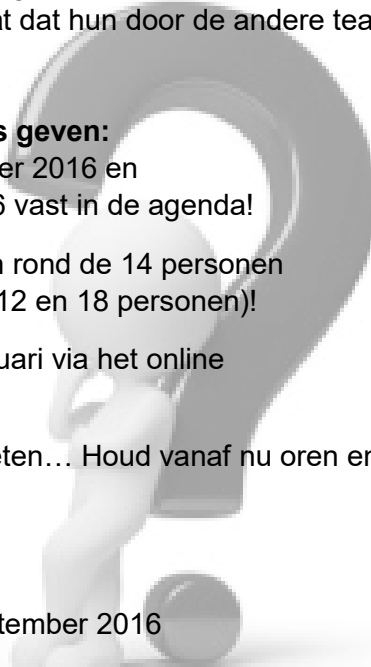 t dat hun door de andere tea
s geven:
er 2016 en
6 vast in de agenda!
n rond de 14 personen
12 en 18 personen)!
uari via het online
eten… Houd vanaf nu oren en
tember 2016